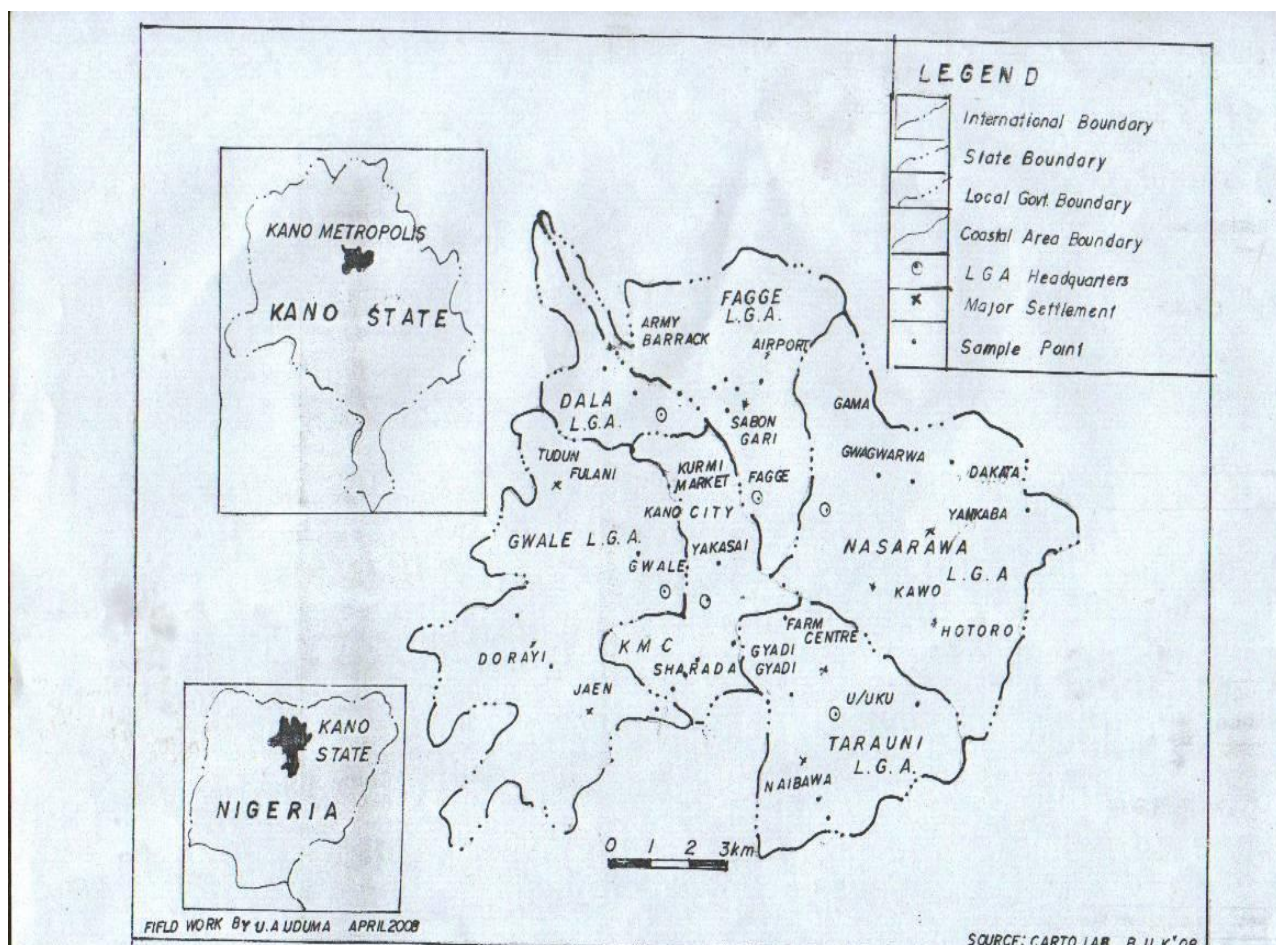 LEGEND
International Boundary
State Boundary
Local Govt. Boundary
Coastal Area Boundary
L G A Headquarters
Major Settlement
Sample Point
KANO METROPOLIS
KANO STATE
FAGGE
L.G.A.
ARMY
BARRACK
AIRPORT
DALA
L.G.A.
SABON
GARI
GAMA
TUDUN
FULANI
KURMI
MARKET
FAGGE
GWAGWARWA
DAKATA
KANO CITY
YANKABA
GWALE L.G.A.
YAKASAI
NASARAWA
L.G.A
GWALE
KAWO
FARM
CENTRE
HOTORO
KMC
SHARADA
GYADI
GYADI
DORAYI
JAEN
U/UKU
TARAUNI
L.G.A.
NAIBAWA
KANO
STATE
NIGERIA
0 1 2 3km
FIELD WORK BY U.A UDUMA APRIL 2008
SOURCE: CARTO LAB B.U.K'08